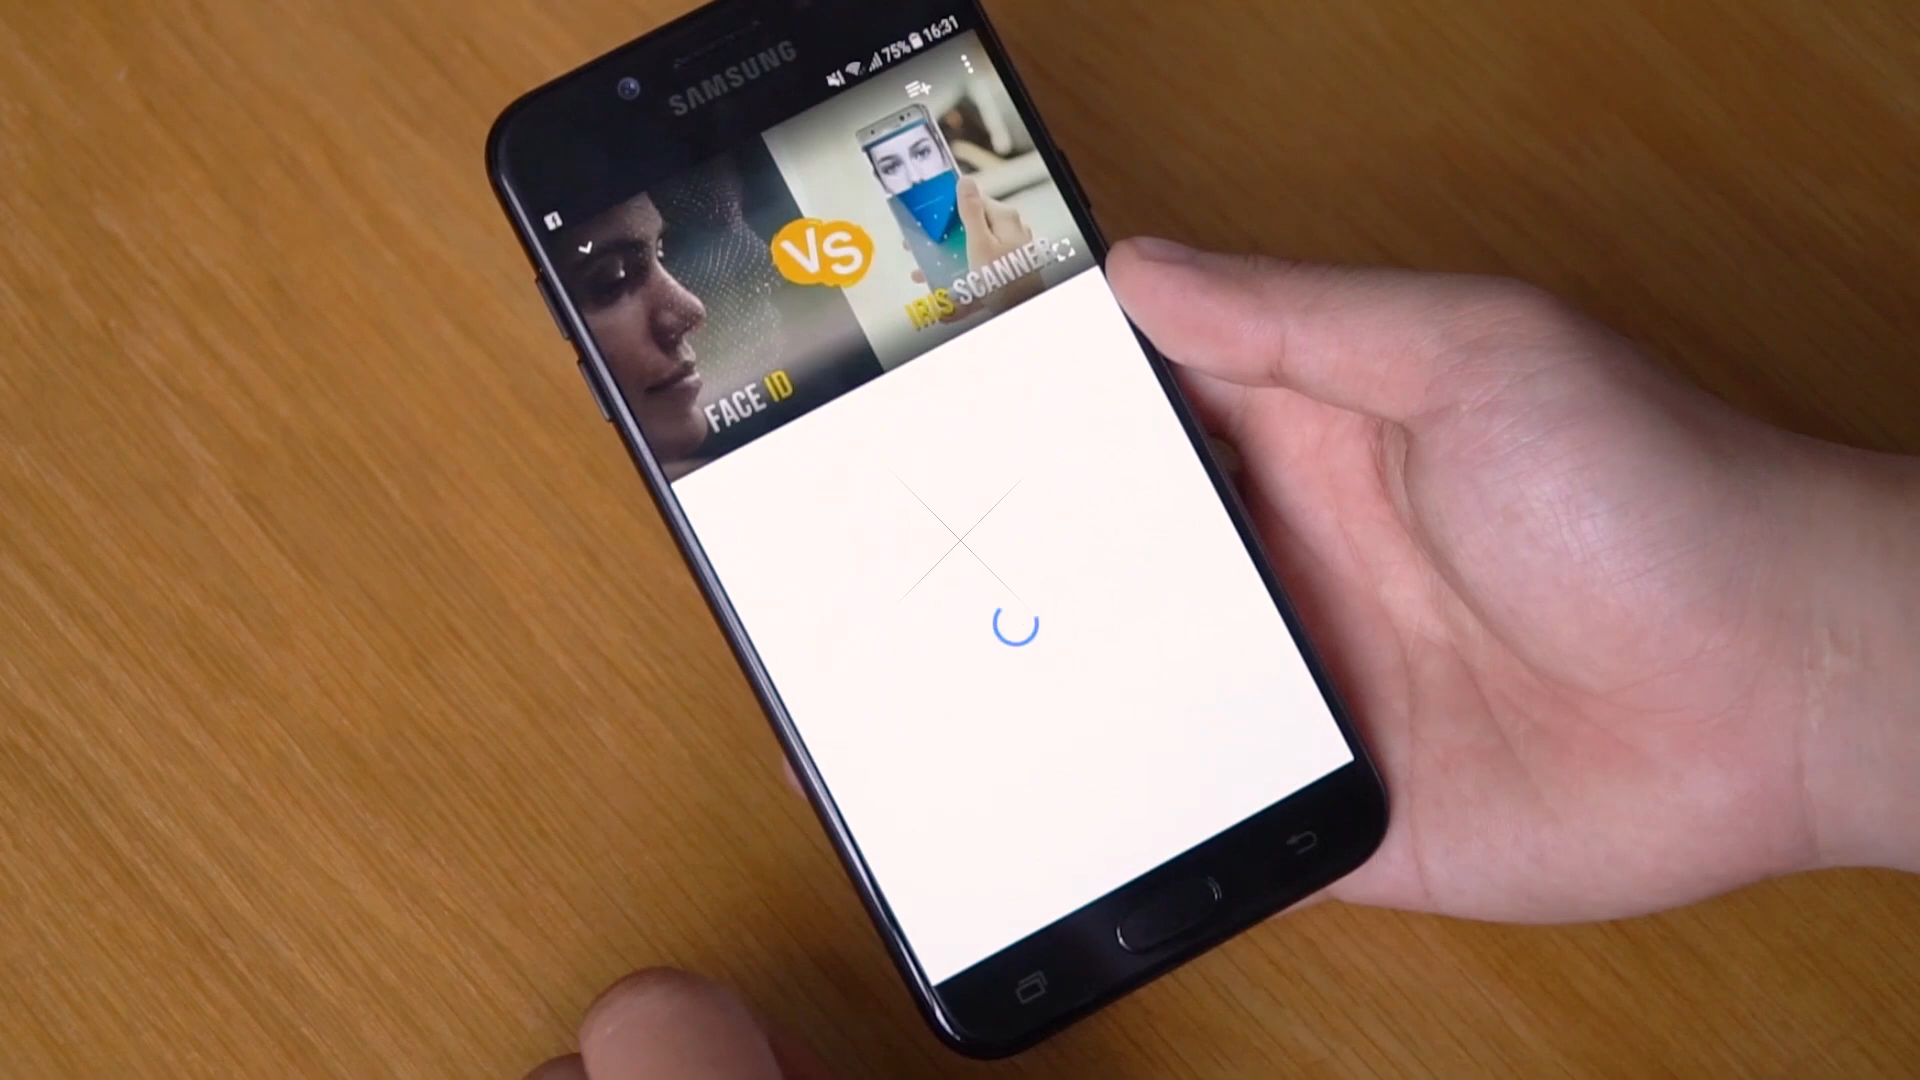 SAMSUNG
75% 16:31
VS
IRIS SCANNER
FACE ID